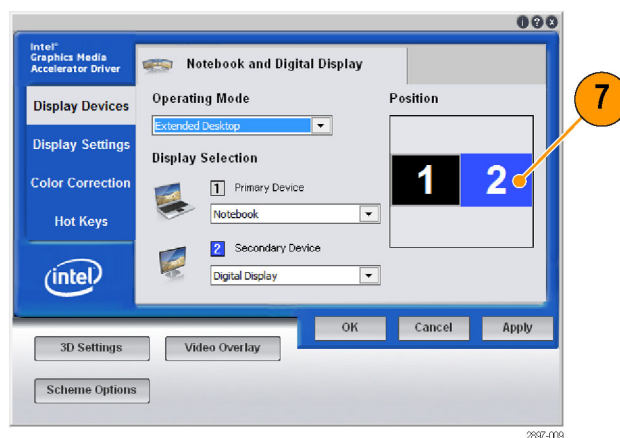 Intel®
Graphics Media
Accelerator Driver
Notebook and Digital Display
Display Devices
Display Settings
Color Correction
Hot Keys
intel
Operating Mode
Extended Desktop
Display Selection
1 Primary Device
Notebook
2 Secondary Device
Digital Display
Position
1 2
7
OK Cancel Apply
3D Settings Video Overlay
Scheme Options
2897-009